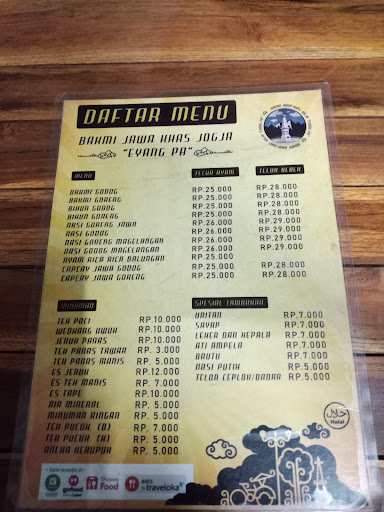 DAFTAR MENU
BAKMI JAWA KHAS JOGJA
"EYANG PA"
MENU TELUR AYAM TELUR BEBEK
BAKMI GODOG RP.25.000 RP.28.000
BAKMI GORENG RP.25.000 RP.28.000
BIHUN GODOG RP.25.000 RP.28.000
BIHUN GORENG RP.25.000 RP.28.000
NASI GORENG JAWA RP.26.000 RP.29.000
NASI GODOG RP.26.000 RP.29.000
NASI GORENG MAGELANGAN RP.26.000 RP.29.000
NASI GODOG MAGELANGAN RP.26.000 RP.29.000
AYAM RICA RICA BALUNGAN RP.25.000
CAPCAY JAWA GODOG RP.25.000 RP.28.000
CAPCAY JAWA GORENG RP.25.000 RP.28.000
MINUMAN
TEH POCI RP.10.000
WEDHANG UWUH RP.10.000
JERUK PANAS RP.10.000
TEH PANAS TAWAR RP. 3.000
TEH PANAS MANIS RP. 5.000
ES JERUK RP.12.000
ES TEH MANIS RP. 7.000
ES TAPE RP.10.000
AIR MINERAL RP. 5.000
MINUMAN RINGAN RP. 5.000
TEH PUCUK (B) RP. 7.000
TEH PUCUK (K) RP. 5.000
ANEKA KERUPUK RP. 5.000
SPESIAL TAMBAHAN
URITAN RP.7.000
SAYAP RP.7.000
LEHER DAN KEPALA RP.7.000
ATI AMPELA RP.7.000
BRUTU RP.7.000
NASI PUTIH RP.5.000
TELOR CEPLOK/DADAR RP.5.000
حلال
Halal
gofood
Shopee
Food
eats
by traveloka